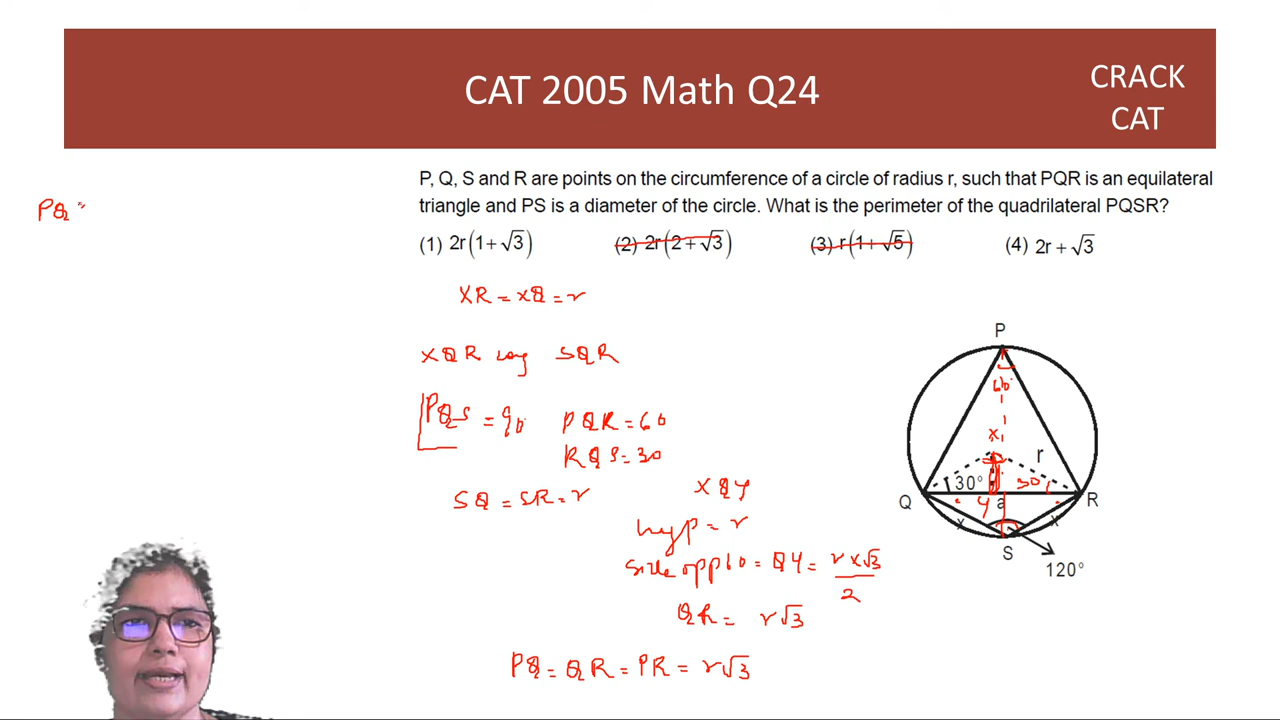 CAT 2005 Math Q24
CRACK
CAT
P, Q, S and R are points on the circumference of a circle of radius r, such that PQR is an equilateral
triangle and PS is a diameter of the circle. What is the perimeter of the quadrilateral PQSR?
(1) 2r(1+√3) (2) 2r(2+√3) (3) r(1+√5) (4) 2r+√3
PQ =
XR = XQ = r
XQR cong SQR
PQS = 90 PQR = 60
RQS = 30
SQ = SR = r
XQY
hyp = r
side opp 60 = QY = r×√3
2
QR = r√3
PQ = QR = PR = r√3
P
60°
x
r
30° 30
Q R
y a
x x
S
120°